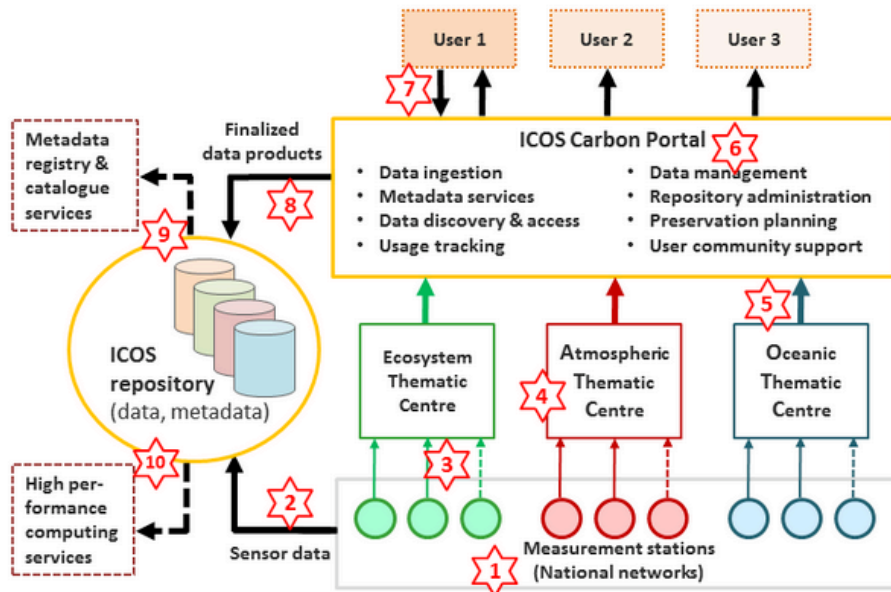 User 1
User 2
User 3
7
ICOS Carbon Portal
6
• Data ingestion
• Metadata services
• Data discovery & access
• Usage tracking
• Data management
• Repository administration
• Preservation planning
• User community support
Metadata
registry &
catalogue
services
Finalized
data products
8
9
5
ICOS
repository
(data, metadata)
Ecosystem
Thematic
Centre
Atmospheric
Thematic
Centre
4
Oceanic
Thematic
Centre
10
3
High per-
formance
computing
services
2
Sensor data
1
Measurement stations
(National networks)